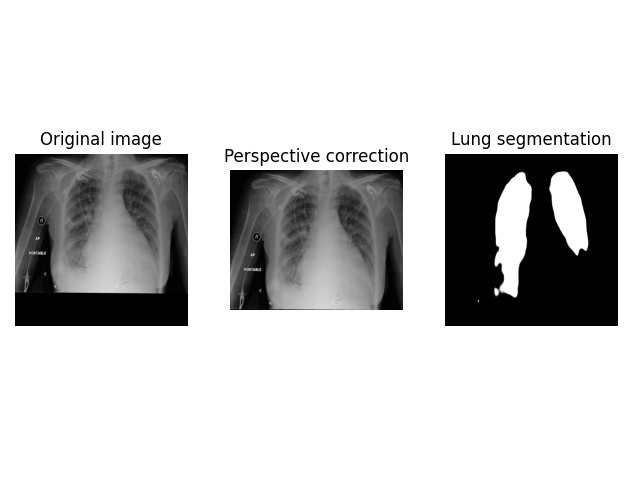 Original image
Perspective correction
Lung segmentation
AP
PORTABLE
AP
PORTABLE